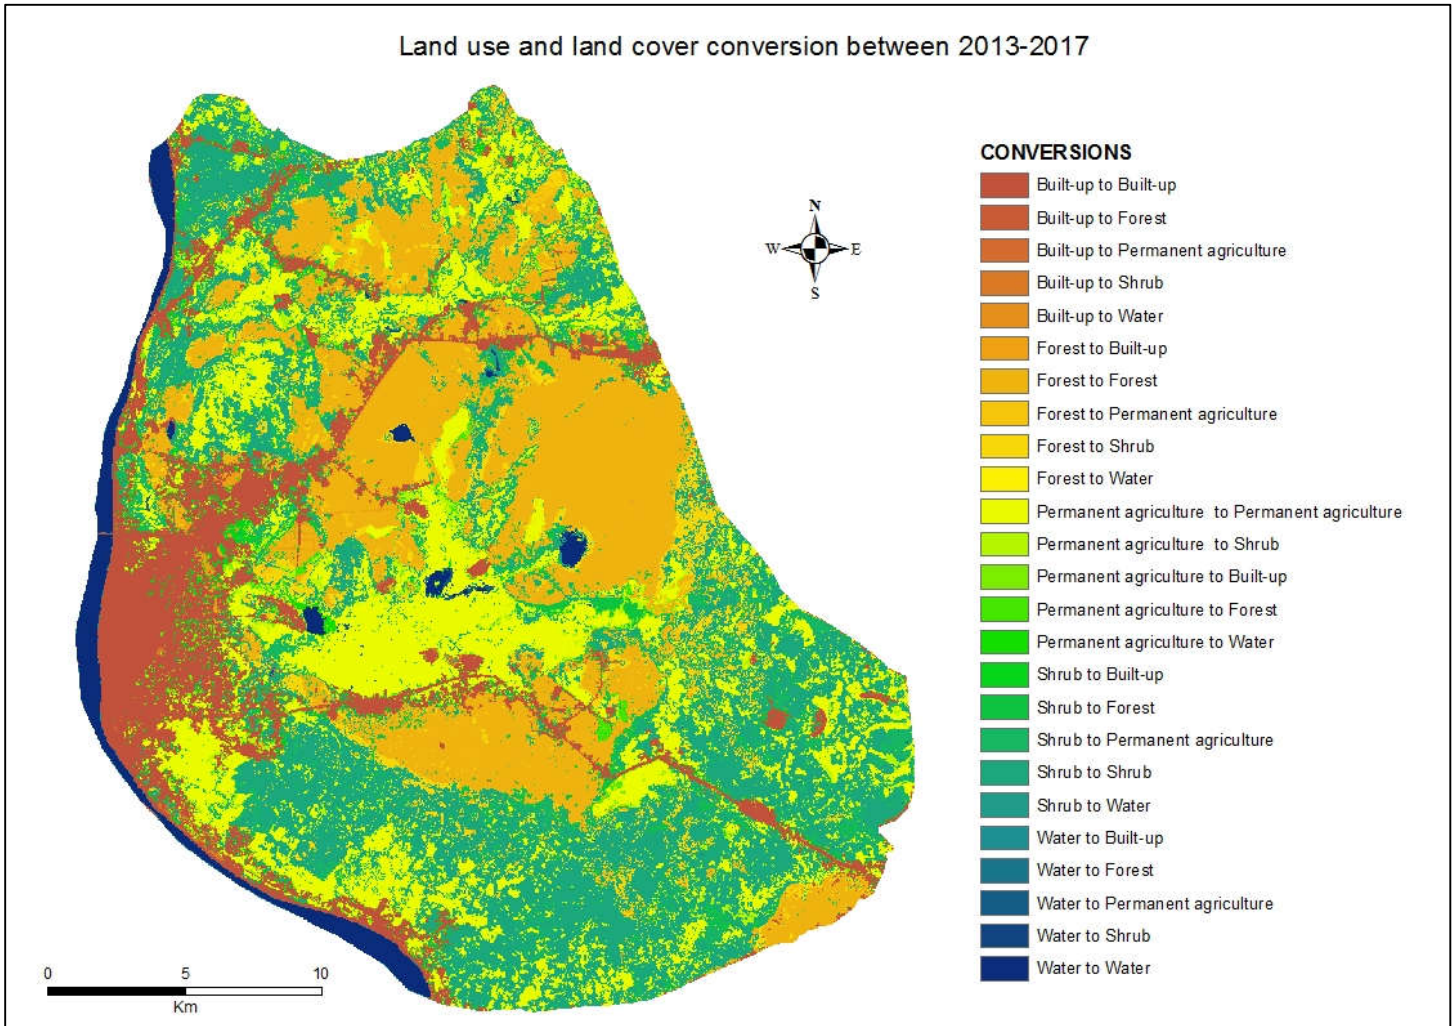 Land use and land cover conversion between 2013-2017
N
W E
S
CONVERSIONS
Built-up to Built-up
Built-up to Forest
Built-up to Permanent agriculture
Built-up to Shrub
Built-up to Water
Forest to Built-up
Forest to Forest
Forest to Permanent agriculture
Forest to Shrub
Forest to Water
Permanent agriculture to Permanent agriculture
Permanent agriculture to Shrub
Permanent agriculture to Built-up
Permanent agriculture to Forest
Permanent agriculture to Water
Shrub to Built-up
Shrub to Forest
Shrub to Permanent agriculture
Shrub to Shrub
Shrub to Water
Water to Built-up
Water to Forest
Water to Permanent agriculture
Water to Shrub
Water to Water
0 5 10
Km